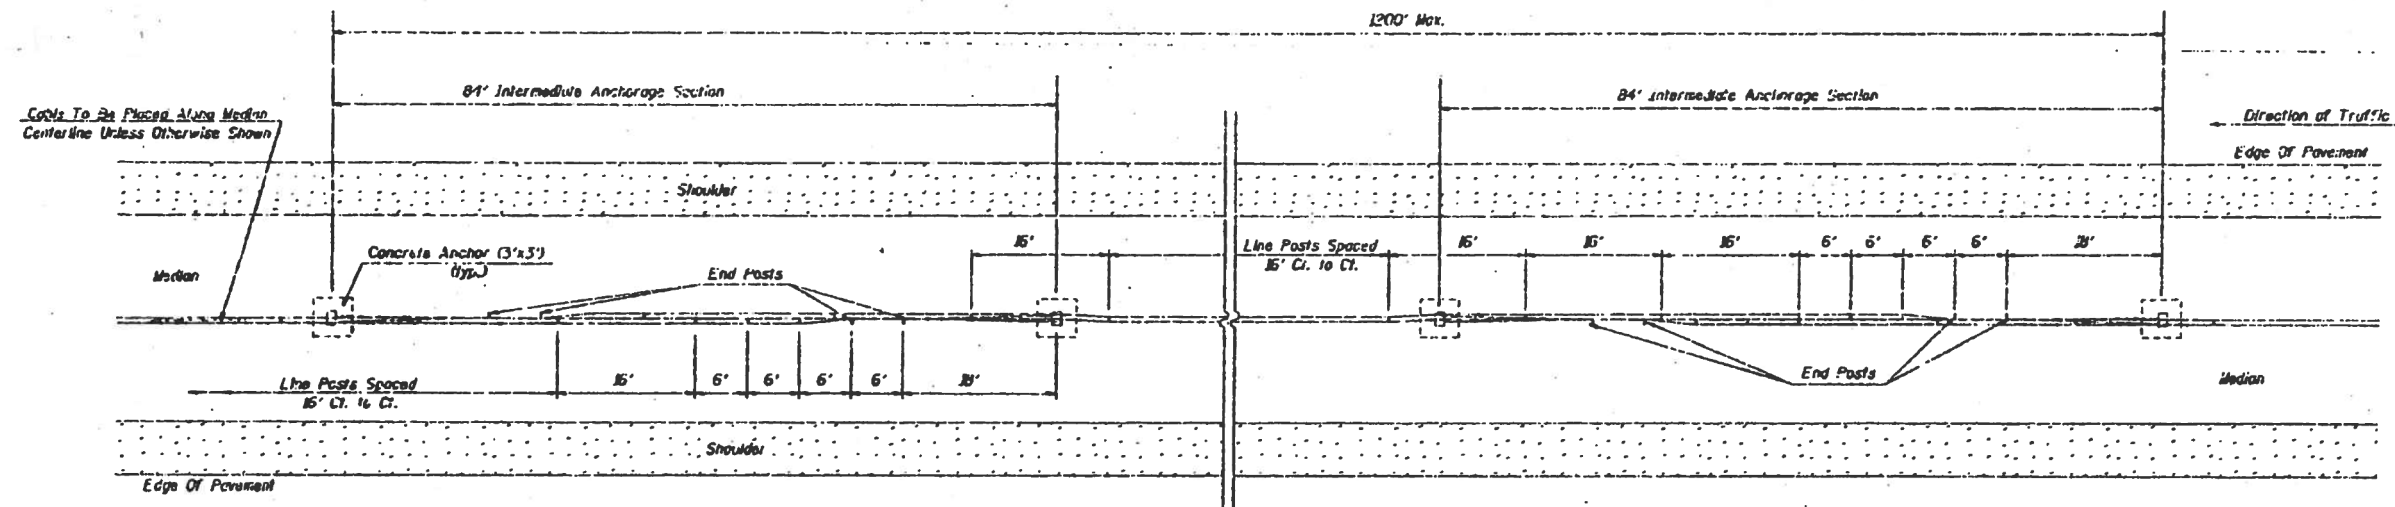 1200' Max.
84' Intermediate Anchorage Section
84' Intermediate Anchorage Section
Cable To Be Placed Along Median
Centerline Unless Otherwise Shown
Direction of Traffic
Edge Of Pavement
Shoulder
16'
Line Posts Spaced
16' Ct. to Ct.
16'
16'
16'
6'
6'
6'
6'
18'
Concrete Anchor (3'x3')
(typ.)
Median
End Posts
End Posts
Median
Line Posts Spaced
16' Ct. to Ct.
16'
6'
6'
6'
6'
18'
Shoulder
Edge Of Pavement